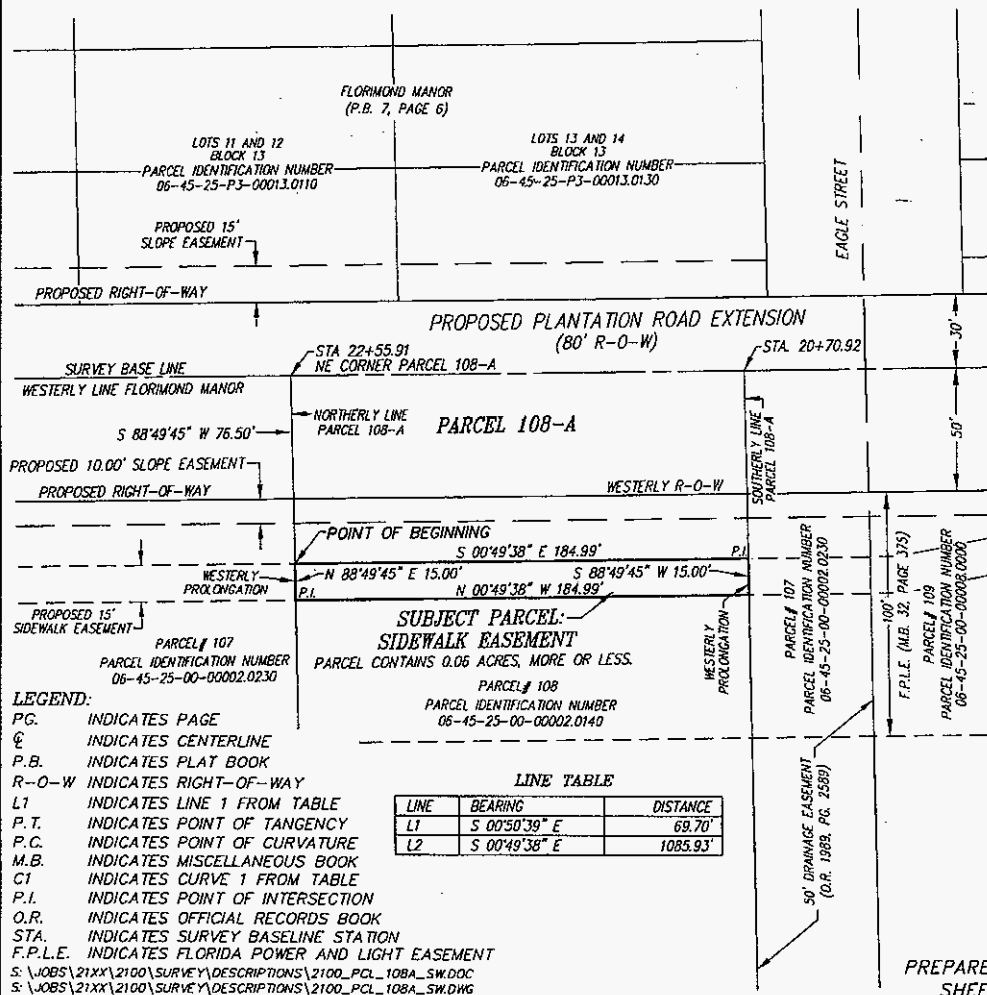 FLORIMOND MANOR
(P.B. 7, PAGE 6)
LOTS 11 AND 12
BLOCK 13
PARCEL IDENTIFICATION NUMBER
06-45-25-P3-00013.0110
LOTS 13 AND 14
BLOCK 13
PARCEL IDENTIFICATION NUMBER
06-45-25-P3-00013.0130
EAGLE STREET
PROPOSED 15'
SLOPE EASEMENT
PROPOSED RIGHT-OF-WAY
PROPOSED PLANTATION ROAD EXTENSION
(80' R-O-W)
30'
STA 22+55.91
NE CORNER PARCEL 108-A
STA. 20+70.92
SURVEY BASE LINE
WESTERLY LINE FLORIMOND MANOR
NORTHERLY LINE
PARCEL 108-A
PARCEL 108-A
SOUTHERLY LINE
PARCEL 108-A
50'
S 88°49'45" W 76.50'
PROPOSED 10.00' SLOPE EASEMENT
PROPOSED RIGHT-OF-WAY
WESTERLY R-O-W
POINT OF BEGINNING
S 00°49'38" E 184.99'
P.I.
WESTERLY
PROLONGATION
N 88°49'45" E 15.00'
S 88°49'45" W 15.00'
P.I.
N 00°49'38" W 184.99'
PROPOSED 15'
SIDEWALK EASEMENT
SUBJECT PARCEL:
SIDEWALK EASEMENT
PARCEL CONTAINS 0.06 ACRES, MORE OR LESS.
WESTERLY
PROLONGATION
PARCEL# 107
PARCEL IDENTIFICATION NUMBER
06-45-25-00-00002.0230
PARCEL# 108
PARCEL IDENTIFICATION NUMBER
06-45-25-00-00002.0140
PARCEL# 107
PARCEL IDENTIFICATION NUMBER
06-45-25-00-00002.0230
F.P.L.E. (M.B. 32, PAGE 375)
100'
PARCEL# 109
PARCEL IDENTIFICATION NUMBER
06-45-25-00-00008.0000
50' DRAINAGE EASEMENT
(O.R. 1989, PG. 2589)
LEGEND:
PG. INDICATES PAGE
℄ INDICATES CENTERLINE
P.B. INDICATES PLAT BOOK
R-O-W INDICATES RIGHT-OF-WAY
L1 INDICATES LINE 1 FROM TABLE
P.T. INDICATES POINT OF TANGENCY
P.C. INDICATES POINT OF CURVATURE
M.B. INDICATES MISCELLANEOUS BOOK
C1 INDICATES CURVE 1 FROM TABLE
P.I. INDICATES POINT OF INTERSECTION
O.R. INDICATES OFFICIAL RECORDS BOOK
STA. INDICATES SURVEY BASELINE STATION
F.P.L.E. INDICATES FLORIDA POWER AND LIGHT EASEMENT
LINE TABLE
LINE BEARING DISTANCE
L1 S 00°50'39" E 69.70'
L2 S 00°49'38" E 1085.93'
S:\JOBS\21XX\2100\SURVEY\DESCRIPTIONS\2100_PCL_108A_SW.DOC
S:\JOBS\21XX\2100\SURVEY\DESCRIPTIONS\2100_PCL_108A_SW.DWG
PREPARE
SHEE